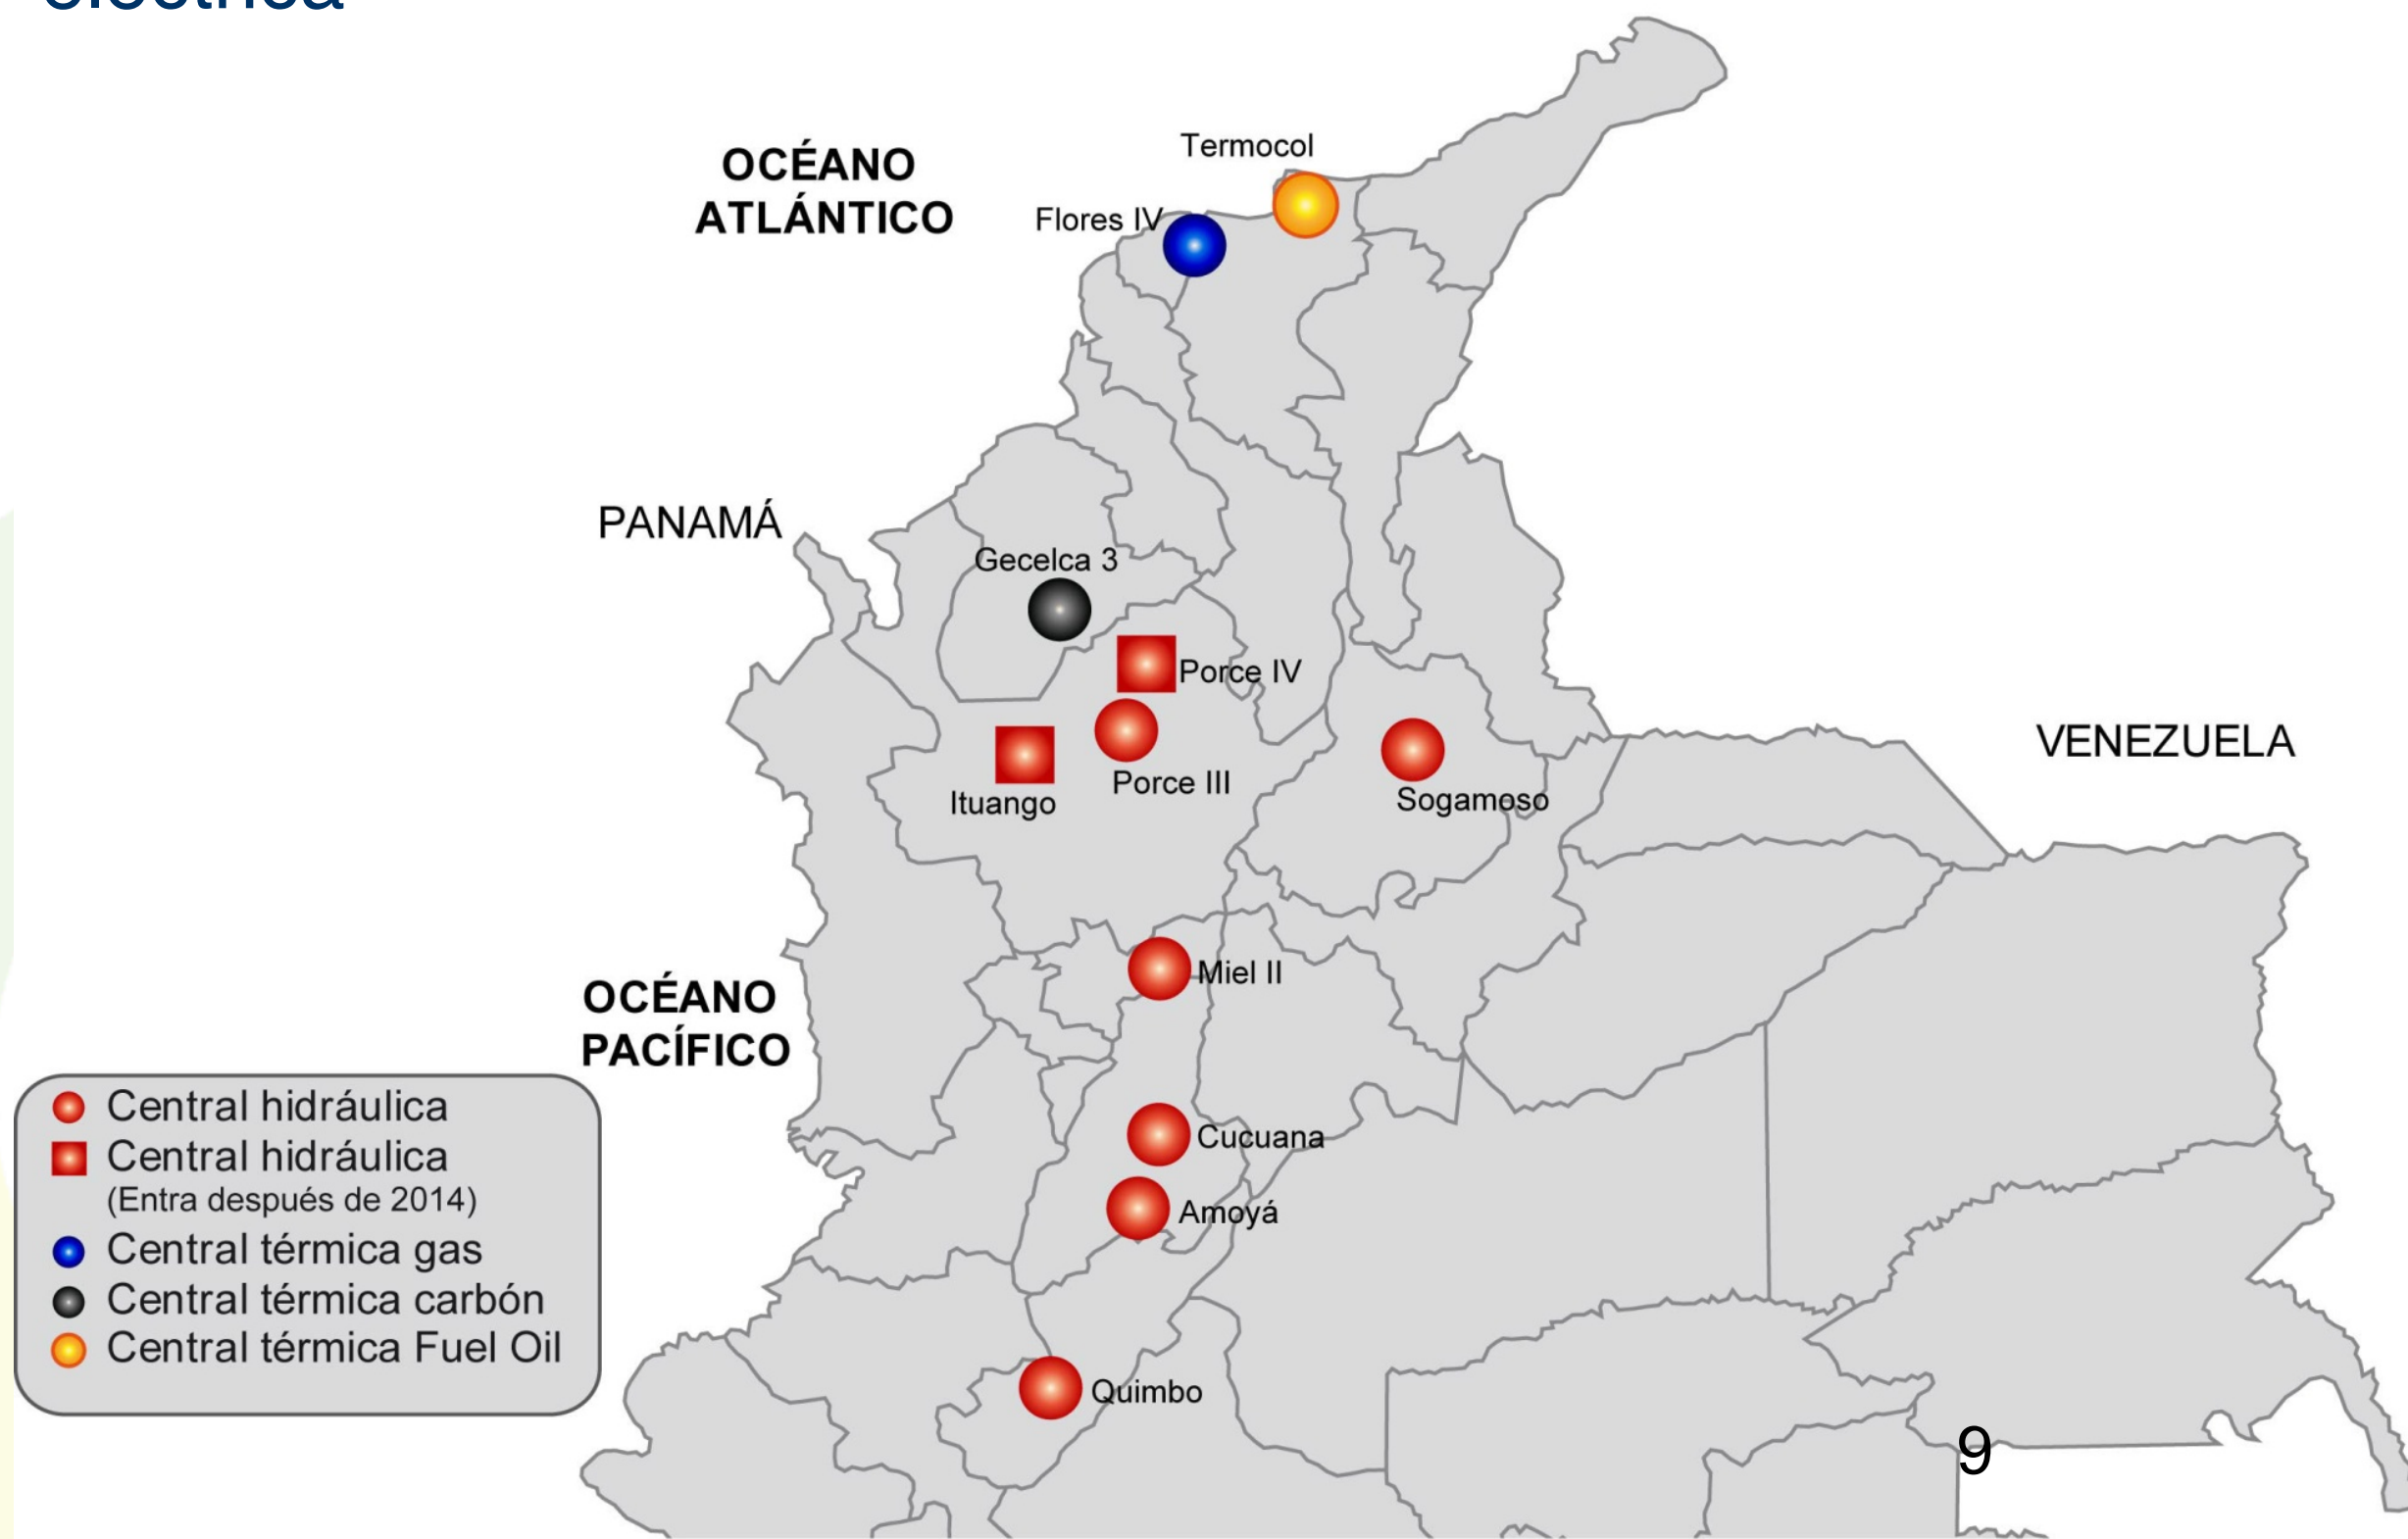 eléctrica
OCÉANO
ATLÁNTICO
Termocol
Flores IV
PANAMÁ
Gecelca 3
Porce IV
Porce III
Ituango
Sogamoso
VENEZUELA
Miel II
OCÉANO
PACÍFICO
Cucuana
Amoyá
Quimbo
Central hidráulica
Central hidráulica
(Entra después de 2014)
Central térmica gas
Central térmica carbón
Central térmica Fuel Oil
9